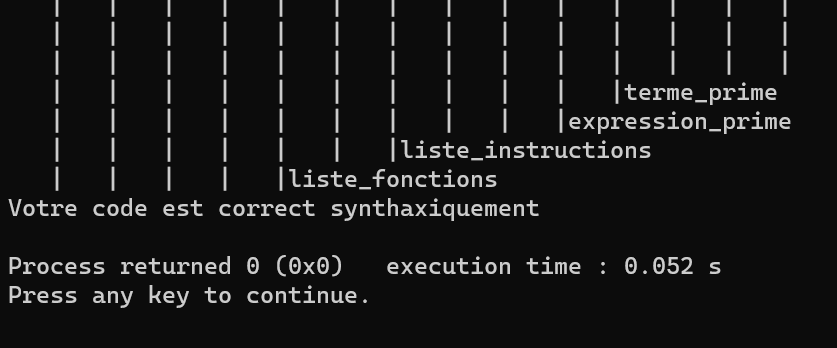 |terme_prime
|expression_prime
|liste_instructions
|liste_fonctions
Votre code est correct synthaxiquement
Process returned 0 (0x0)   execution time : 0.052 s
Press any key to continue.